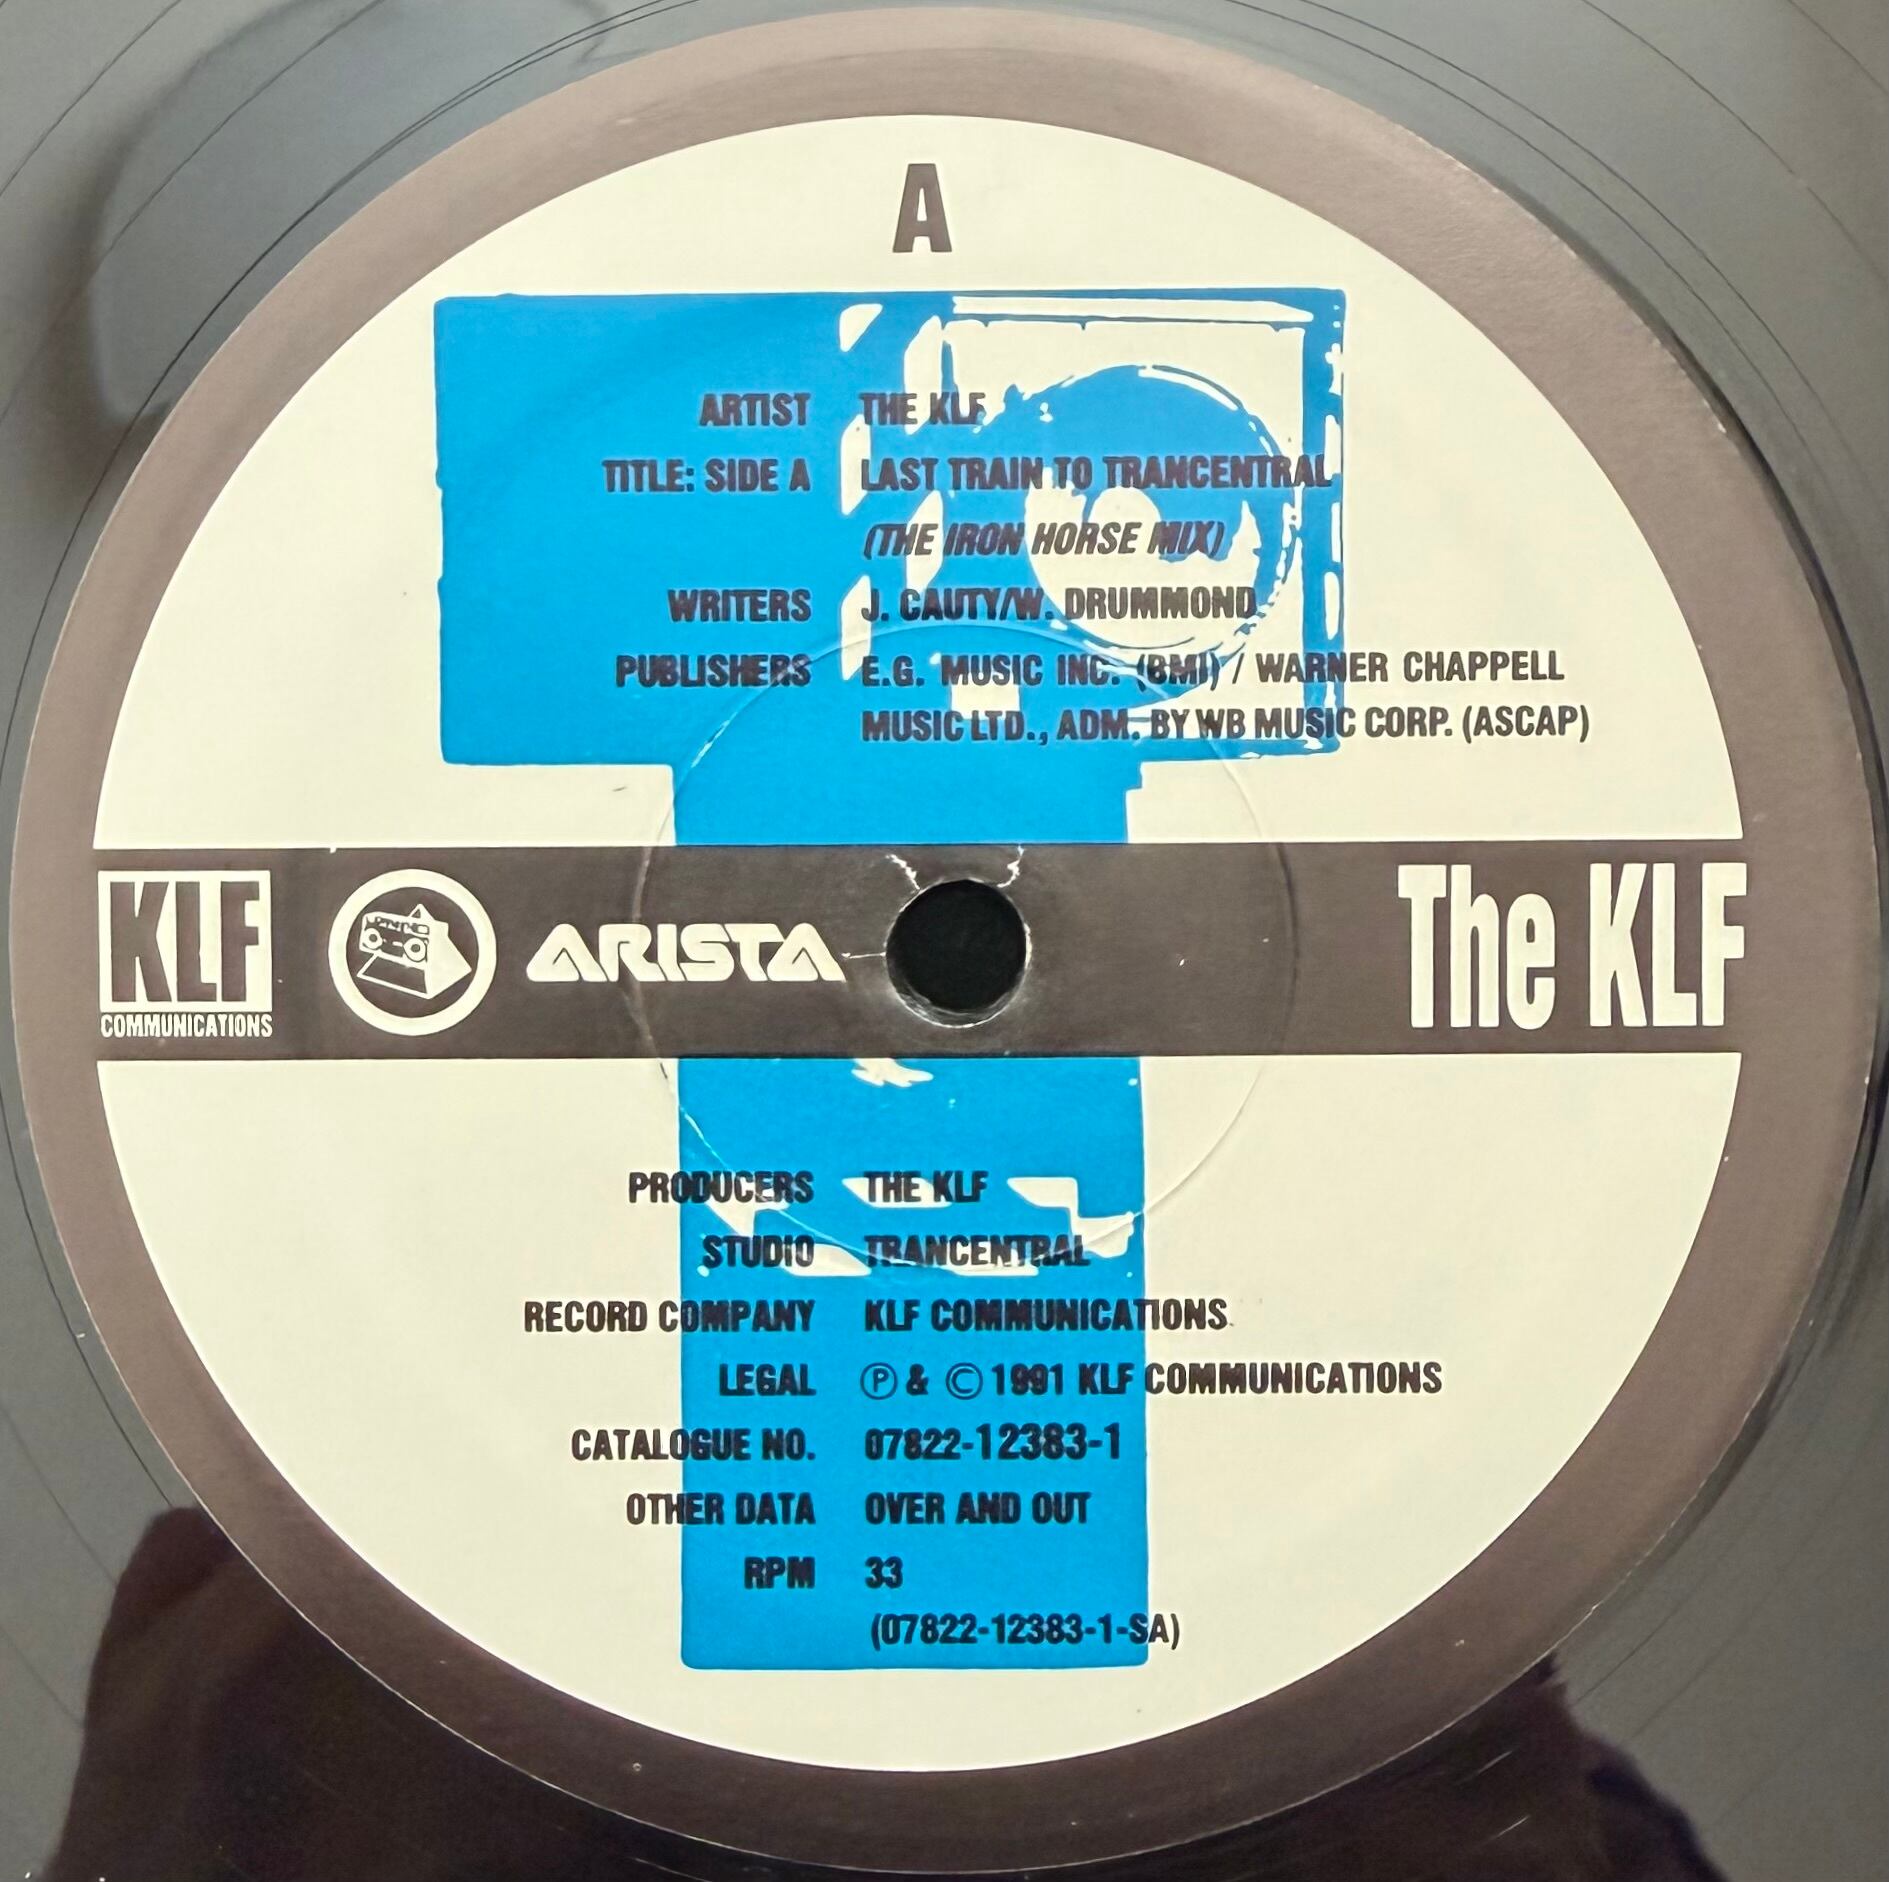 A
ARTIST THE KLF
TITLE: SIDE A LAST TRAIN TO TRANCENTRAL
(THE IRON HORSE MIX)
WRITERS J. CAUTY/W. DRUMMOND
PUBLISHERS E.G. MUSIC INC. (BMI) / WARNER CHAPPELL
MUSIC LTD., ADM. BY WB MUSIC CORP. (ASCAP)
KLF
COMMUNICATIONS
ARISTA
The KLF
PRODUCERS THE KLF
STUDIO TRANCENTRAL
RECORD COMPANY KLF COMMUNICATIONS
LEGAL ℗ & © 1991 KLF COMMUNICATIONS
CATALOGUE NO. 07822-12383-1
OTHER DATA OVER AND OUT
RPM 33
(07822-12383-1-SA)